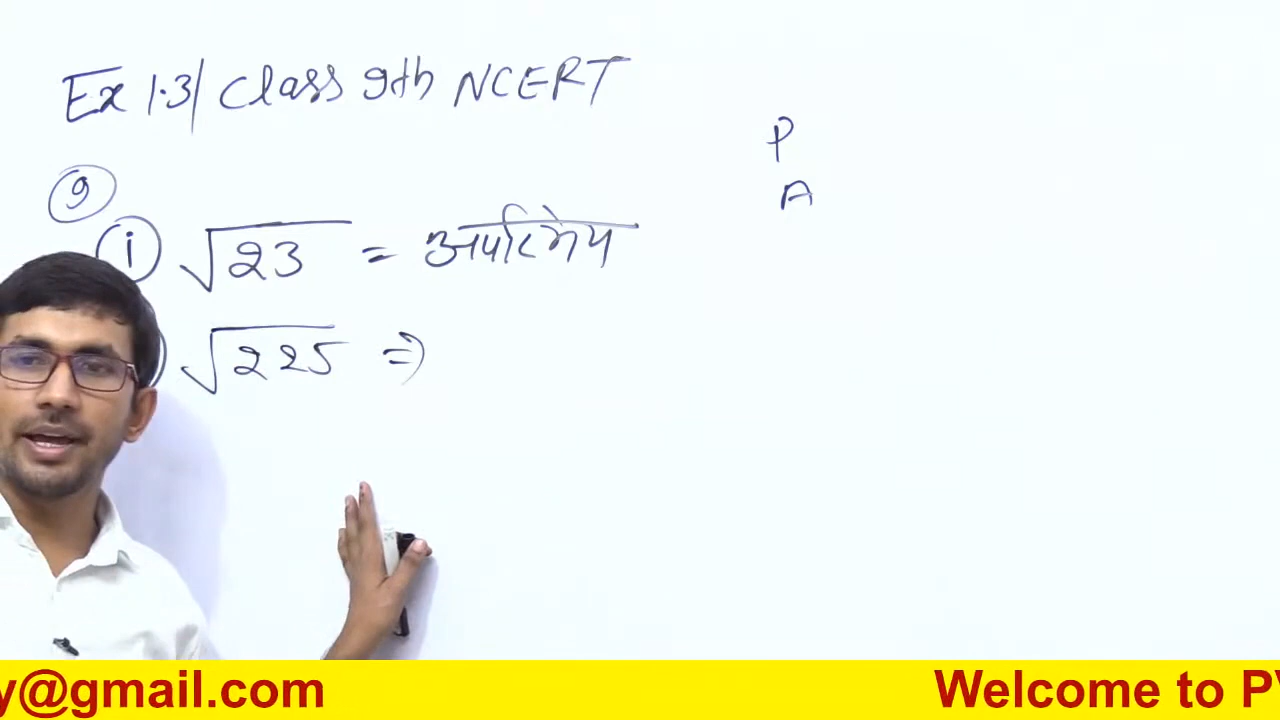 Ex 1.3| Class 9th NCERT
P
A
9
i √23 = अपरिमेय
√225 ⇒
y@gmail.com Welcome to PY